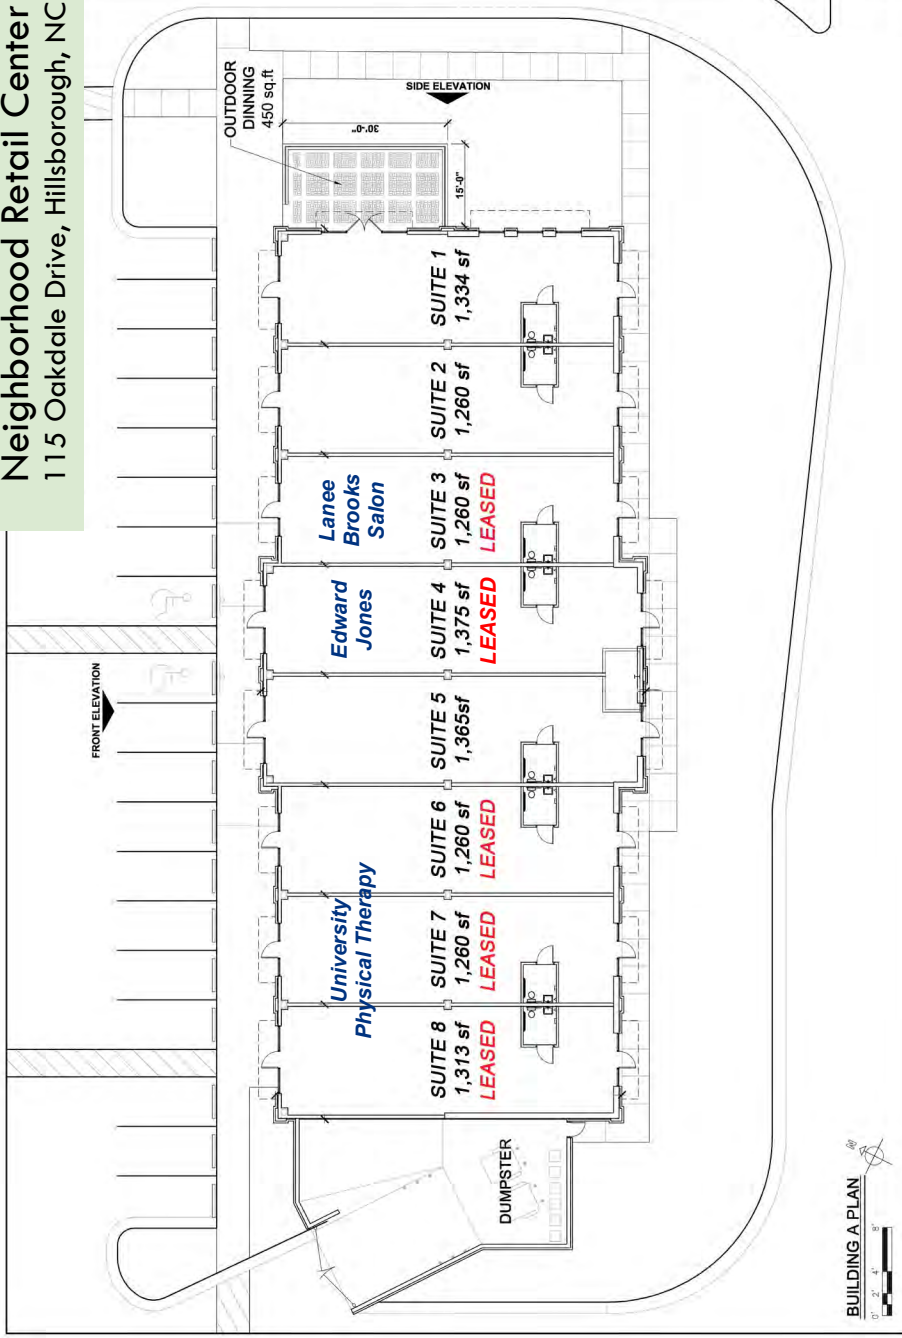 Neighborhood Retail Center
115 Oakdale Drive, Hillsborough, NC
FRONT ELEVATION
OUTDOOR
DINNING
450 sq.ft
SIDE ELEVATION
30'-0"
15'-0"
University
Physical Therapy
Edward
Jones
Lanee
Brooks
Salon
SUITE 8
1,313 sf
LEASED
SUITE 7
1,260 sf
LEASED
SUITE 6
1,260 sf
LEASED
SUITE 5
1,365sf
SUITE 4
1,375 sf
LEASED
SUITE 3
1,260 sf
LEASED
SUITE 2
1,260 sf
SUITE 1
1,334 sf
DUMPSTER
BUILDING A PLAN
0' 2' 4' 8'